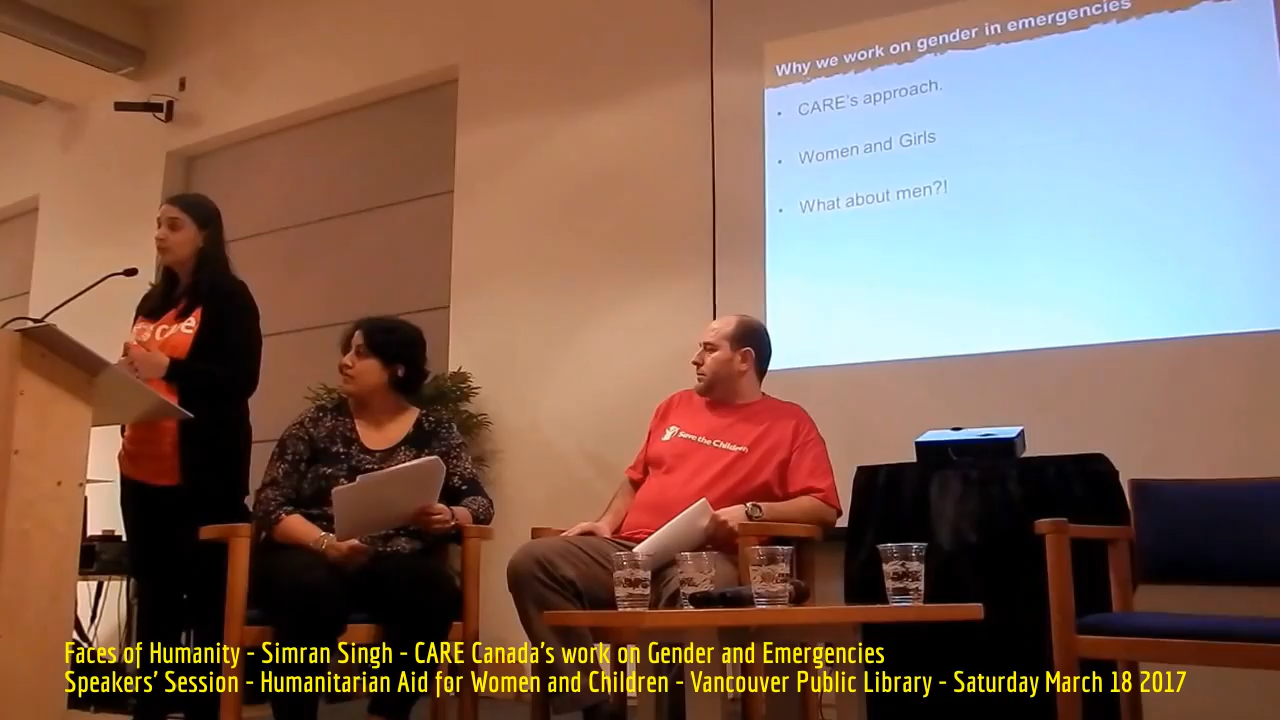 Why we work on gender in emergencies
• CARE's approach.
• Women and Girls
• What about men?!
care
Save the Children
Faces of Humanity - Simran Singh - CARE Canada's work on Gender and Emergencies
Speakers' Session - Humanitarian Aid for Women and Children - Vancouver Public Library - Saturday March 18 2017